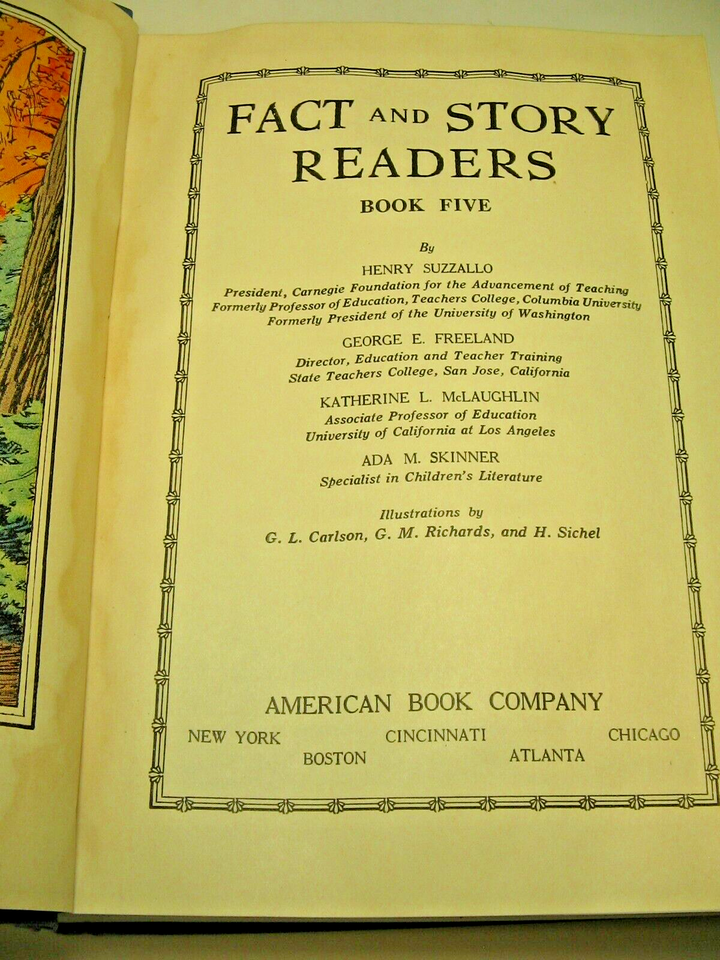 FACT AND STORY
READERS
BOOK FIVE
By
HENRY SUZZALLO
President, Carnegie Foundation for the Advancement of Teaching
Formerly Professor of Education, Teachers College, Columbia University
Formerly President of the University of Washington
GEORGE E. FREELAND
Director, Education and Teacher Training
State Teachers College, San Jose, California
KATHERINE L. McLAUGHLIN
Associate Professor of Education
University of California at Los Angeles
ADA M. SKINNER
Specialist in Children's Literature
Illustrations by
G. L. Carlson, G. M. Richards, and H. Sichel
AMERICAN BOOK COMPANY
NEW YORK CINCINNATI CHICAGO
BOSTON ATLANTA